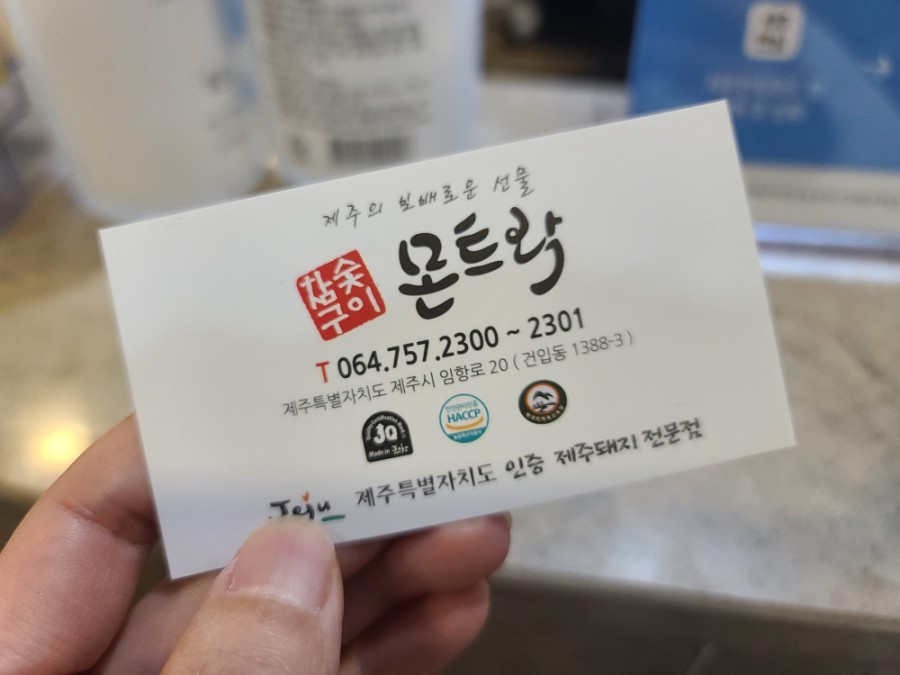 제주의 보배로운 선물
참숯구이 몬트락
T 064.757.2300 ~ 2301
제주특별자치도 제주시 임항로 20 ( 건입동 1388-3 )
JQ
Made in Jeju
HACCP
Jeju 제주특별자치도 인증 제주돼지 전문점